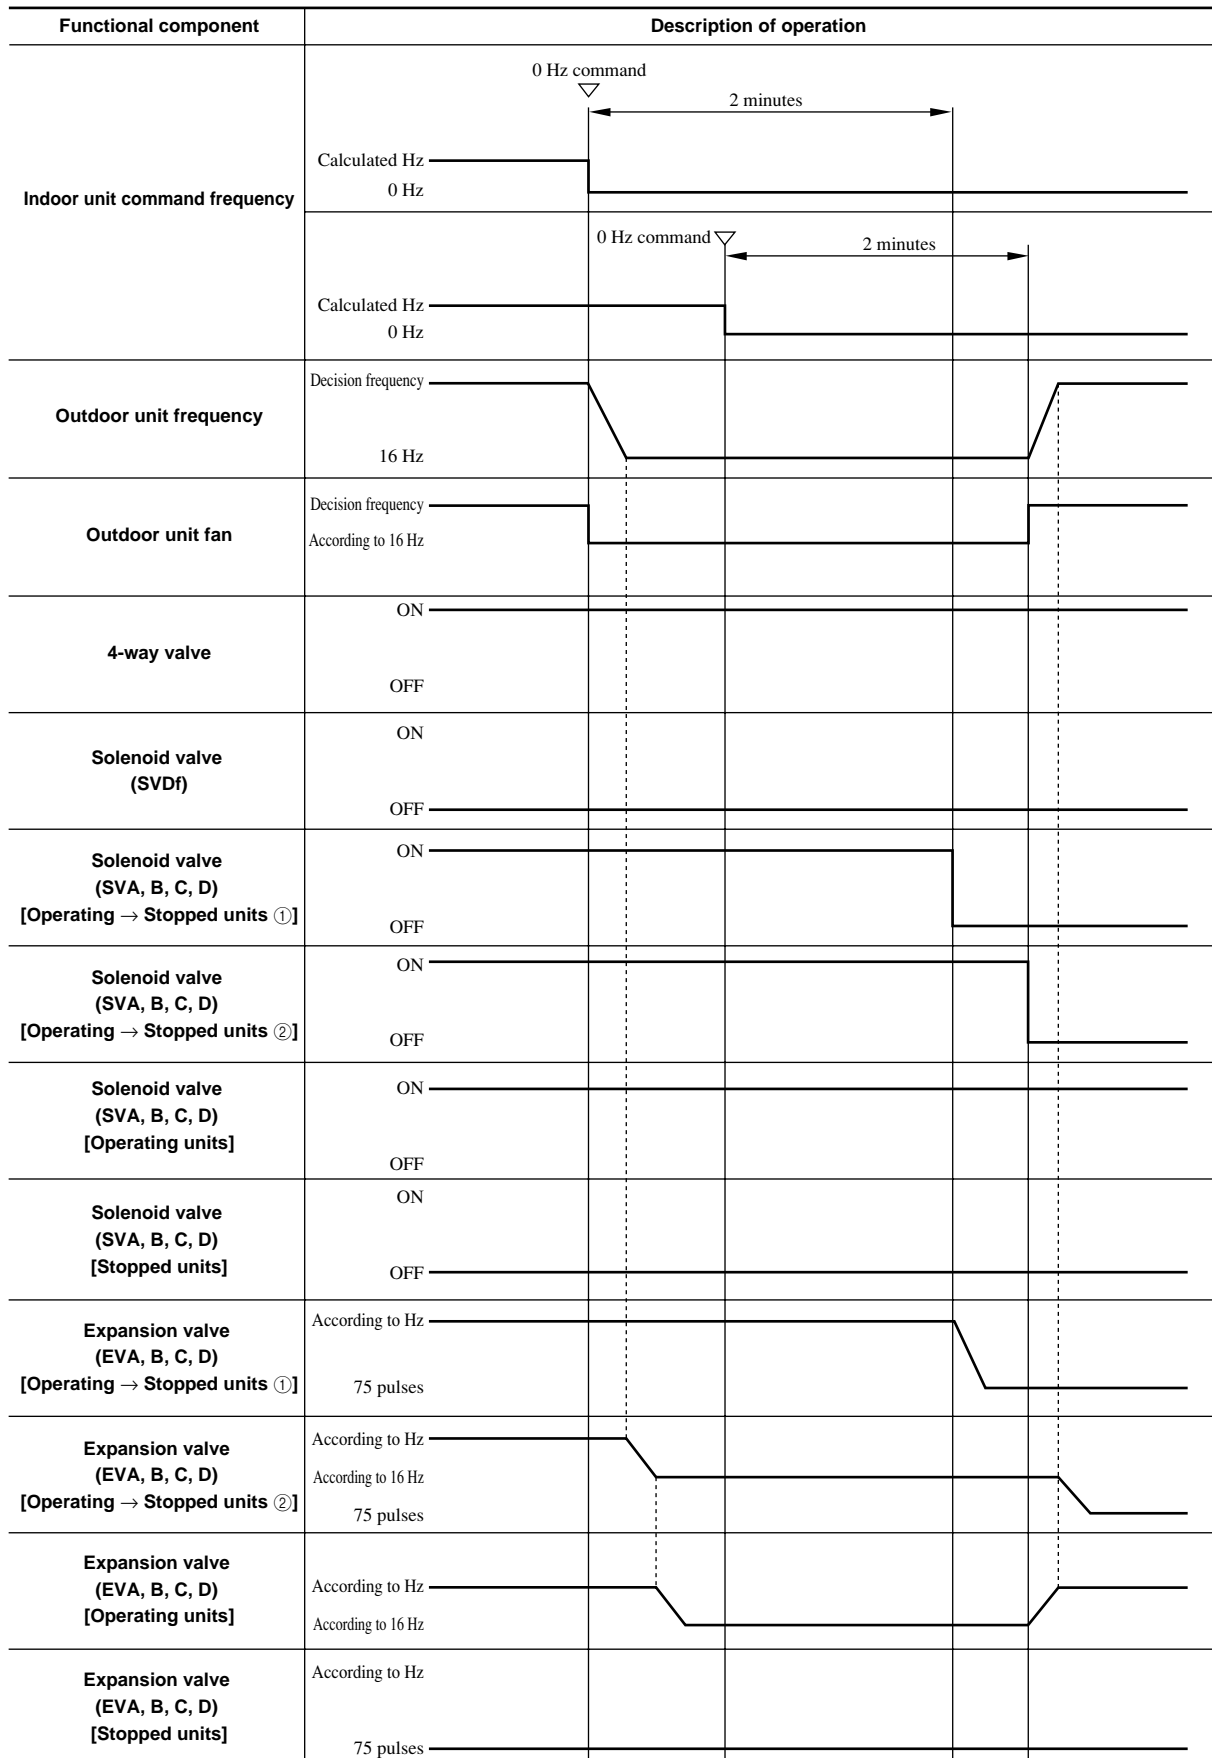 Functional component
Description of operation
Indoor unit command frequency
0 Hz command
2 minutes
Calculated Hz
0 Hz
0 Hz command
2 minutes
Calculated Hz
0 Hz
Outdoor unit frequency
Decision frequency
16 Hz
Outdoor unit fan
Decision frequency
According to 16 Hz
4-way valve
ON
OFF
Solenoid valve
(SVDf)
ON
OFF
Solenoid valve
(SVA, B, C, D)
[Operating → Stopped units ①]
ON
OFF
Solenoid valve
(SVA, B, C, D)
[Operating → Stopped units ②]
ON
OFF
Solenoid valve
(SVA, B, C, D)
[Operating units]
ON
OFF
Solenoid valve
(SVA, B, C, D)
[Stopped units]
ON
OFF
Expansion valve
(EVA, B, C, D)
[Operating → Stopped units ①]
According to Hz
75 pulses
Expansion valve
(EVA, B, C, D)
[Operating → Stopped units ②]
According to Hz
According to 16 Hz
75 pulses
Expansion valve
(EVA, B, C, D)
[Operating units]
According to Hz
According to 16 Hz
Expansion valve
(EVA, B, C, D)
[Stopped units]
According to Hz
75 pulses